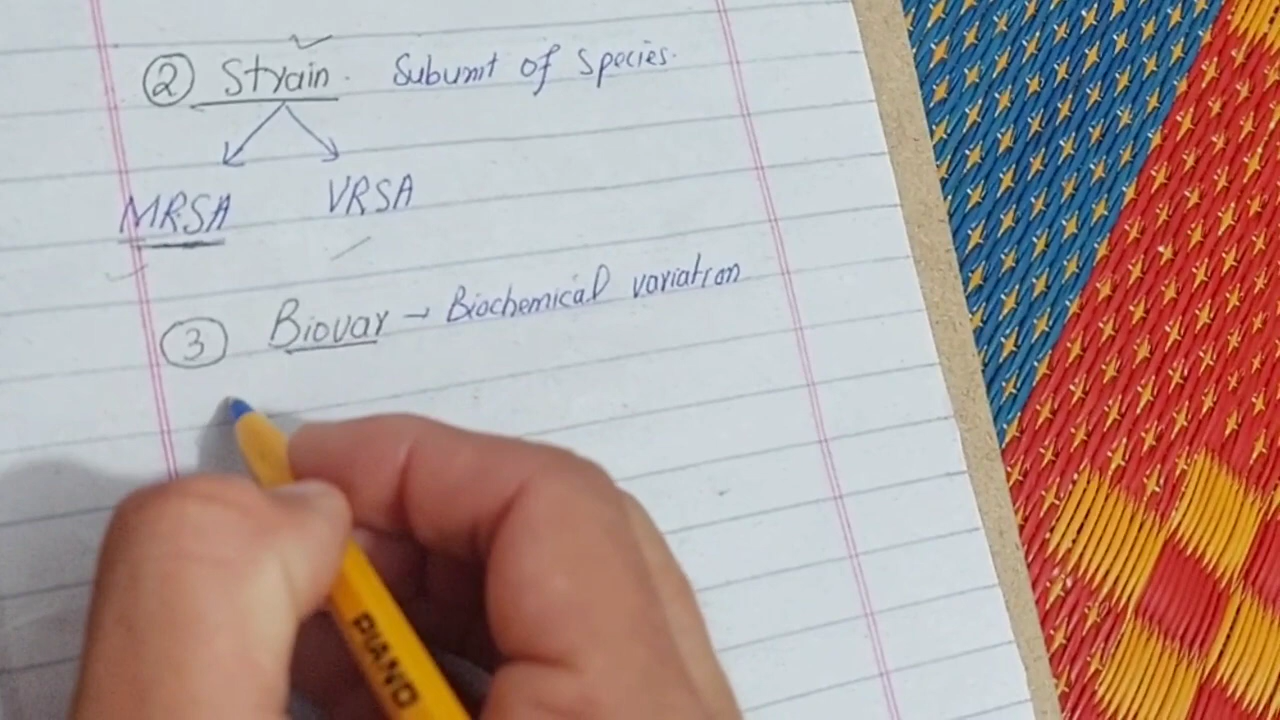 ② Strain. Subunit of Species.
MRSA VRSA
③ Biovar → Biochemical variation
PIANO